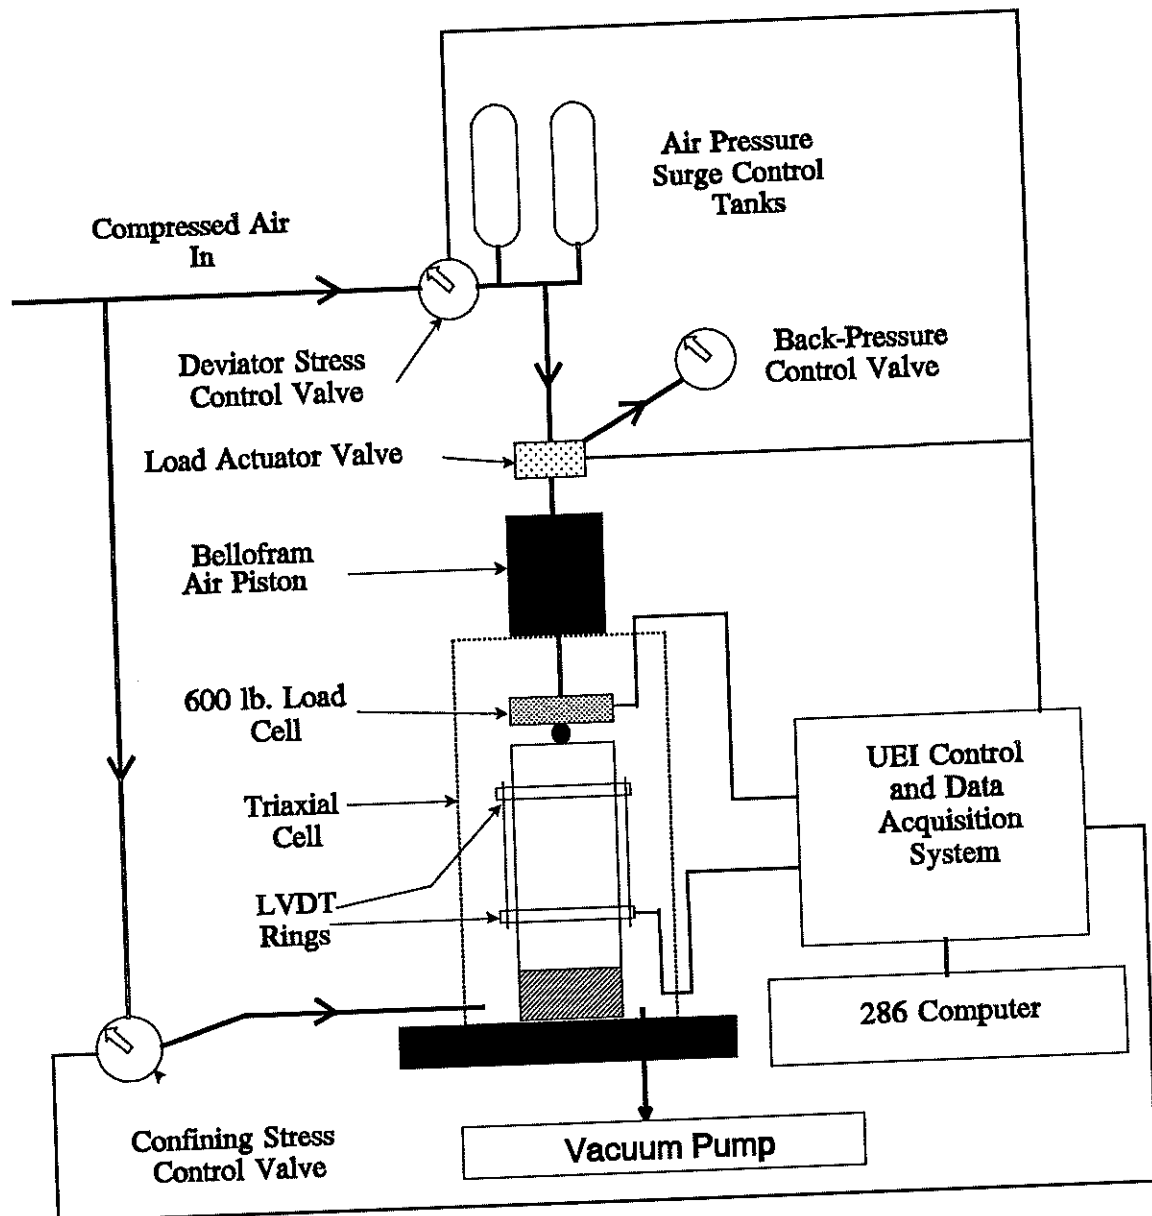 Air Pressure
Surge Control
Tanks
Compressed Air
In
Deviator Stress
Control Valve
Back-Pressure
Control Valve
Load Actuator Valve
Bellofram
Air Piston
600 lb. Load
Cell
UEI Control
and Data
Acquisition
System
Triaxial
Cell
LVDT
Rings
286 Computer
Confining Stress
Control Valve
Vacuum Pump